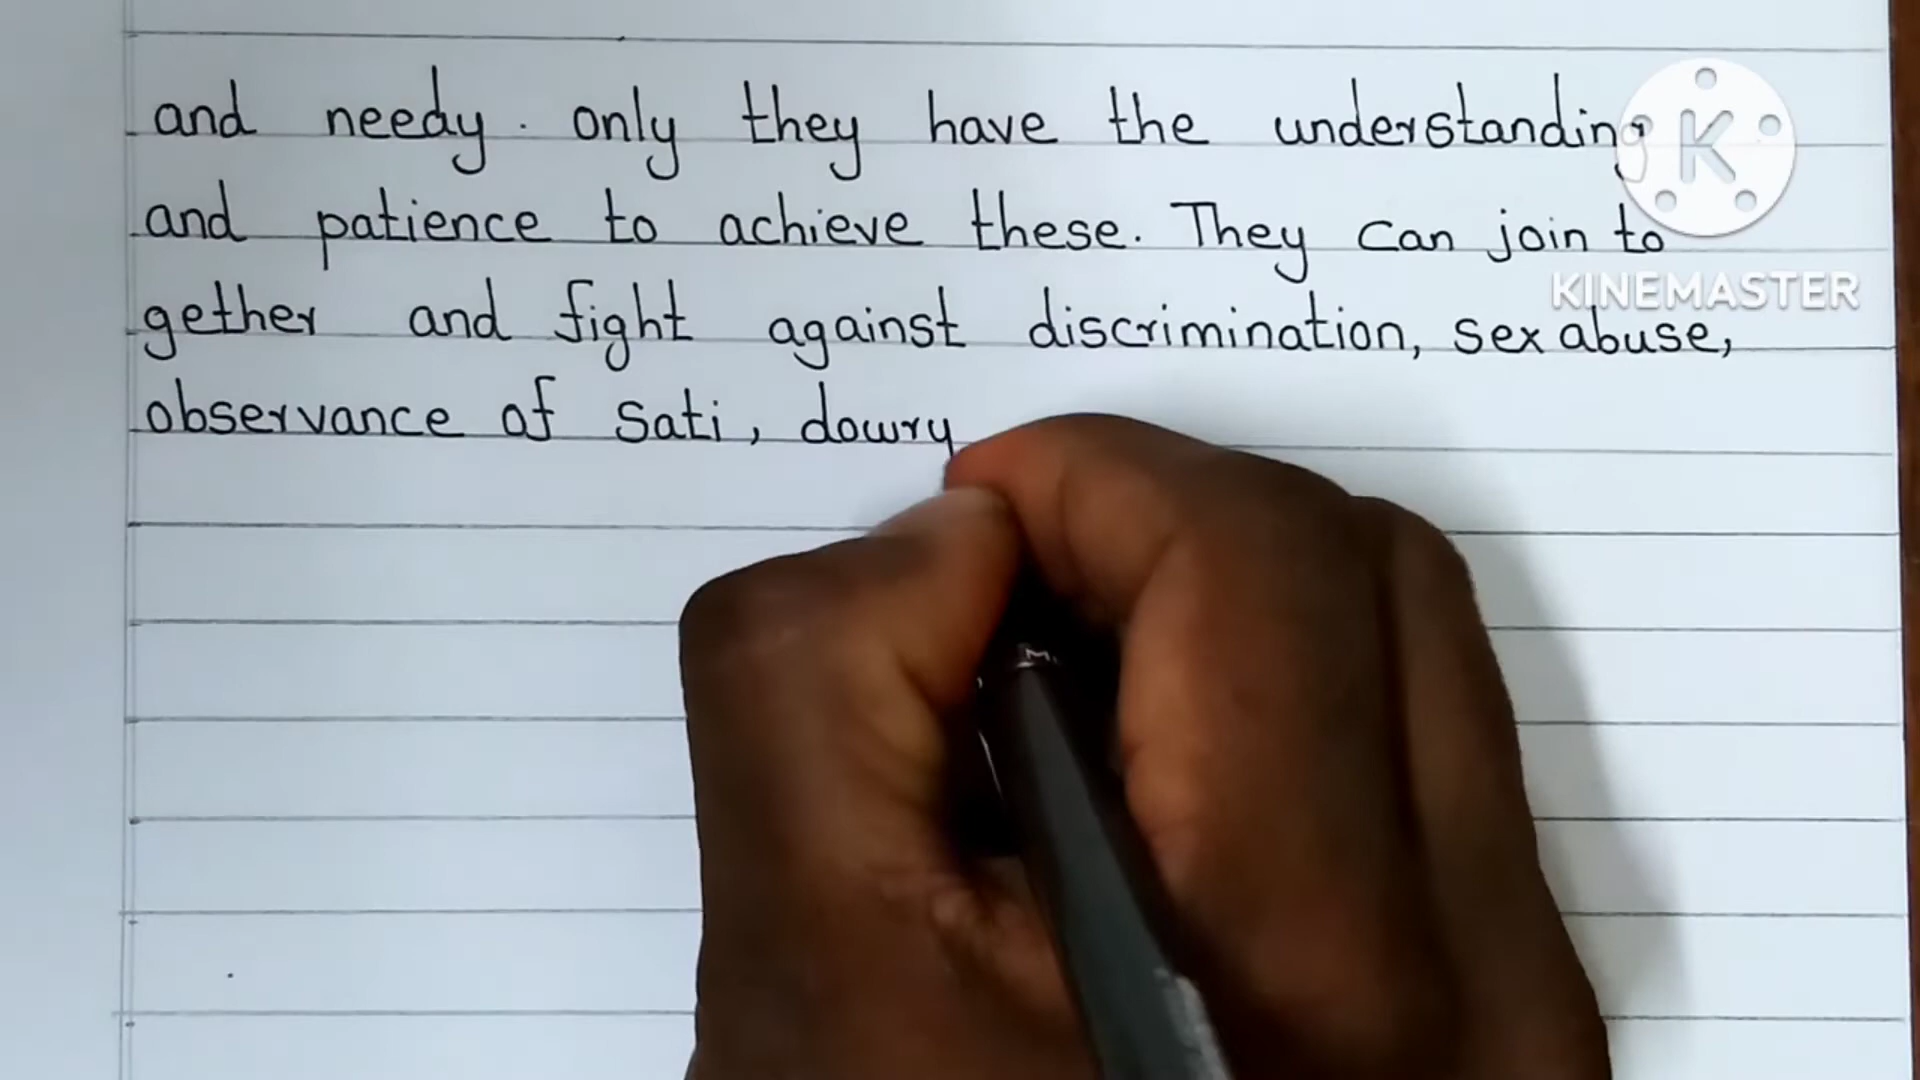 and needy. only they have the understanding
and patience to achieve these. They can join to
gether and fight against discrimination, sex abuse,
observance of Sati, dowry
K
KINEMASTER